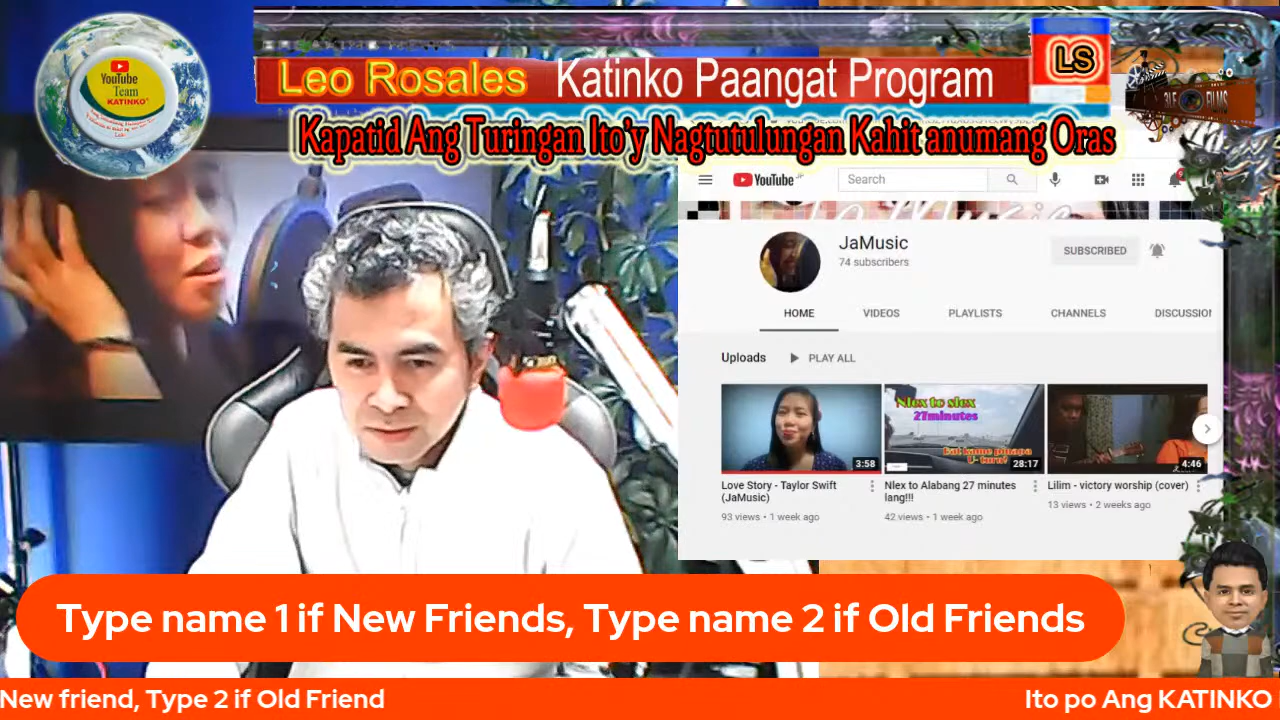 YouTube
Team
KATINKO
Leo Rosales Katinko Paangat Program
LS
3LE FILMS
Kapatid Ang Turingan Ito'y Nagtutulungan Kahit anumang Oras
YouTube
Search
JaMusic
74 subscribers
SUBSCRIBED
HOME VIDEOS PLAYLISTS CHANNELS DISCUSSION
Uploads PLAY ALL
Nlex to slex
27minutes
3:58
28:17
4:46
Love Story - Taylor Swift
(JaMusic)
93 views • 1 week ago
Nlex to Alabang 27 minutes
lang!!!
42 views • 1 week ago
Lilim - victory worship (cover)
13 views • 2 weeks ago
Type name 1 if New Friends, Type name 2 if Old Friends
New friend, Type 2 if Old Friend
Ito po Ang KATINKO